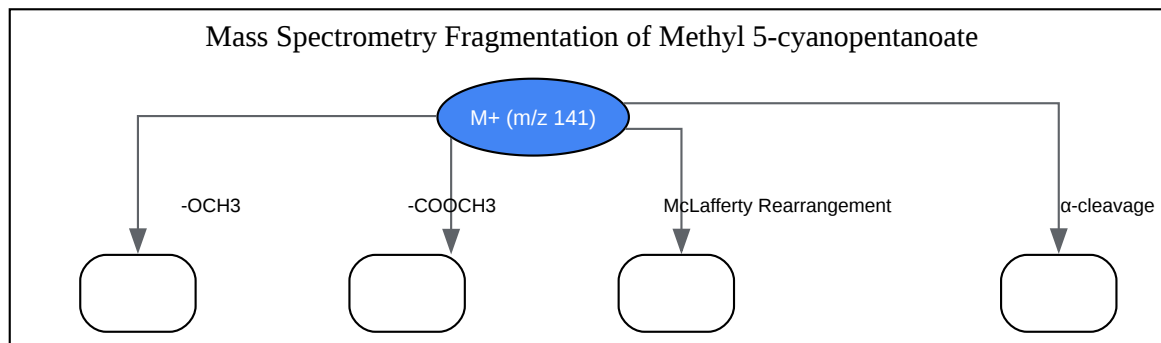 Mass Spectrometry Fragmentation of Methyl 5-cyanopentanoate
M+ (m/z 141)
-OCH3
-COOCH3
McLafferty Rearrangement
α-cleavage